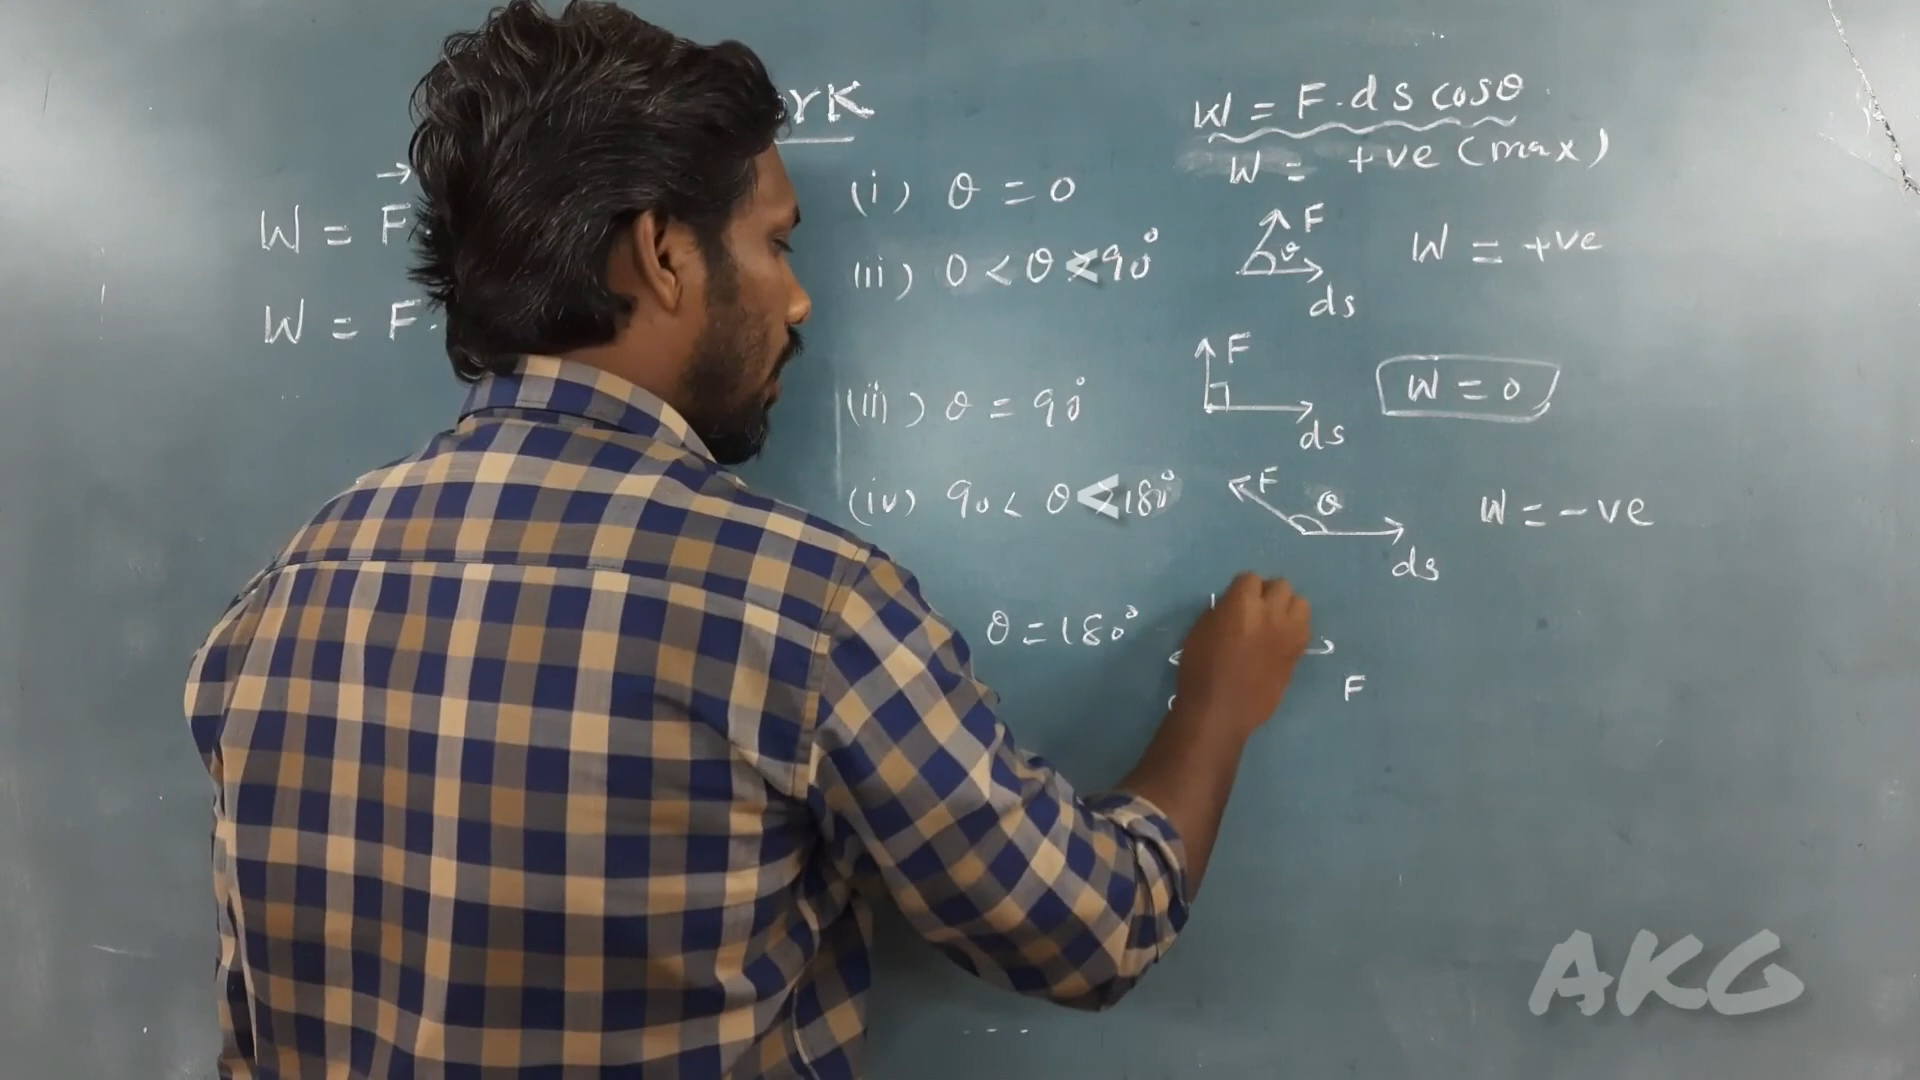 W = F.ds cosθ
W = +ve (max)
(i) θ = 0
W = F
(ii) 0 < θ < 90°
F
θ
ds
W = +ve
W = F.
(iii) θ = 90°
F
ds
W = 0
(iv) 90 < θ < 180°
F
θ
ds
W = -ve
θ = 180°
F
AKG